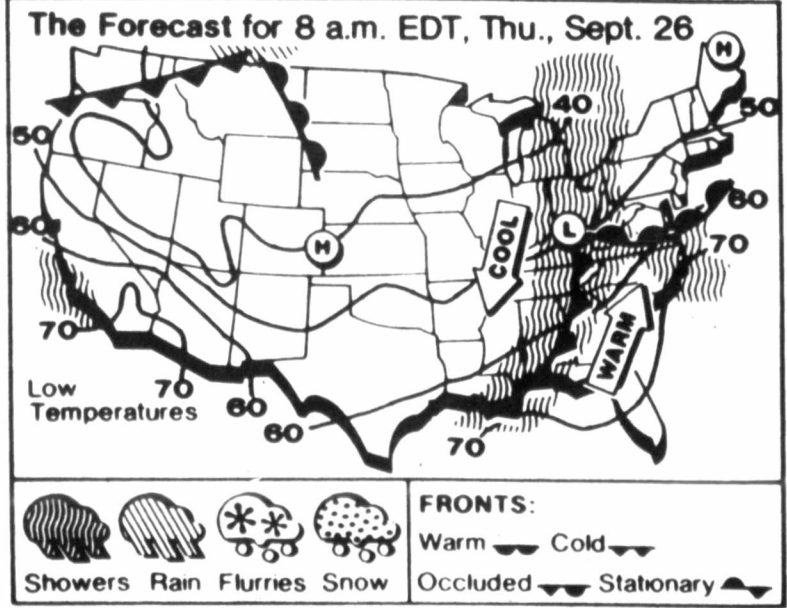 The Forecast for 8 a.m. EDT, Thu., Sept. 26
H
40
50
50
60
60
COOL
L
H
70
70
WARM
Low
Temperatures
70
60
60
70
Showers Rain Flurries Snow
FRONTS:
Warm Cold
Occluded Stationary